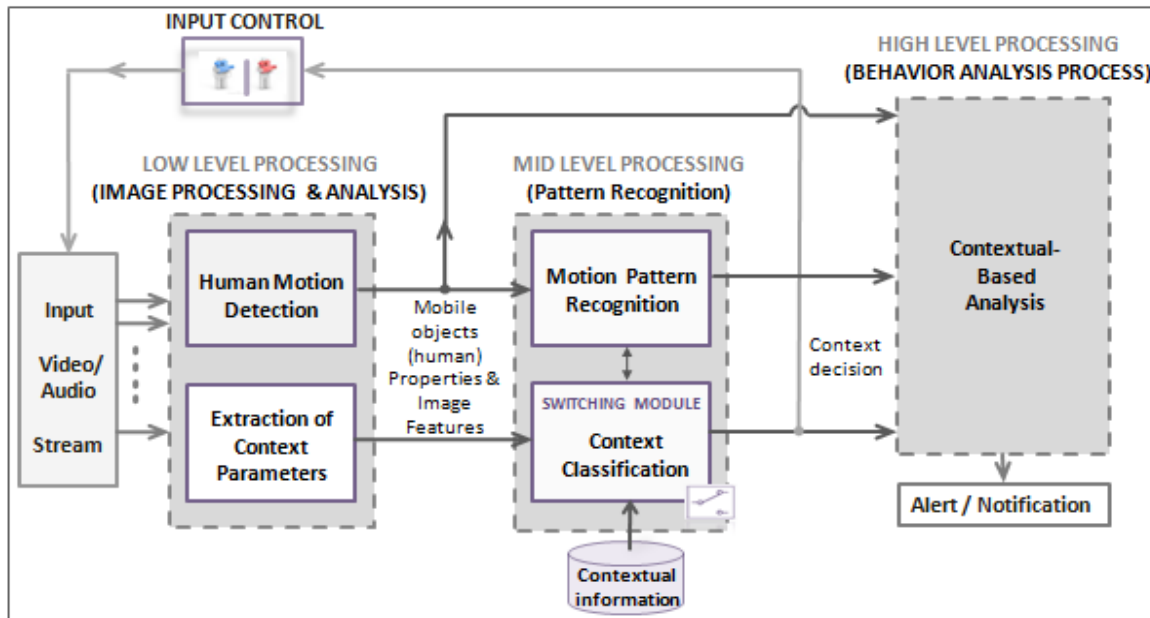 INPUT CONTROL
HIGH LEVEL PROCESSING
(BEHAVIOR ANALYSIS PROCESS)
LOW LEVEL PROCESSING
(IMAGE PROCESSING & ANALYSIS)
MID LEVEL PROCESSING
(Pattern Recognition)
Input
Video/
Audio
Stream
Human Motion
Detection
Extraction of
Context
Parameters
Mobile
objects
(human)
Properties &
Image
Features
Motion Pattern
Recognition
SWITCHING MODULE
Context
Classification
Contextual
information
Context
decision
Contextual-
Based
Analysis
Alert / Notification